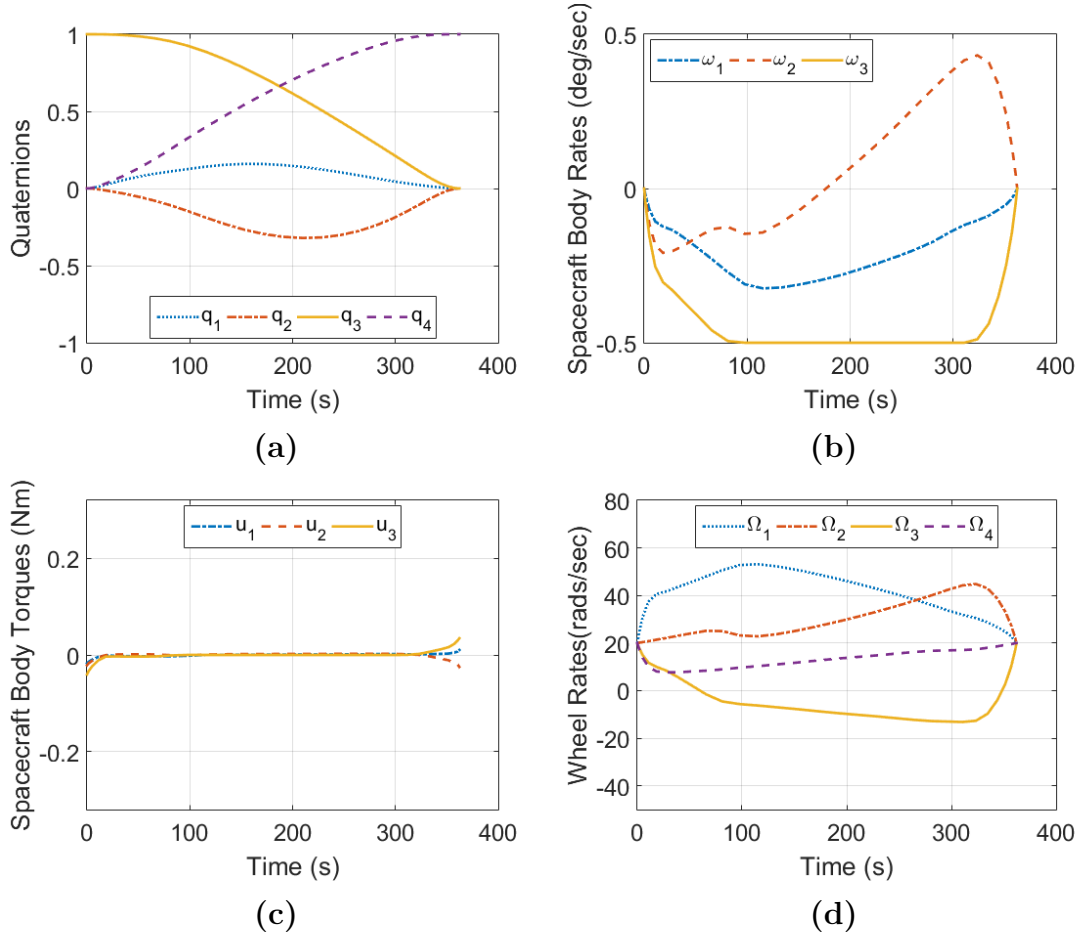 1
0.5
0
-0.5
-1
Quaternions
q1 q2 q3 q4
0 100 200 300 400
Time (s)
(a)
0.5
0
-0.5
Spacecraft Body Rates (deg/sec)
ω1 ω2 ω3
0 100 200 300 400
Time (s)
(b)
0.2
0
-0.2
Spacecraft Body Torques (Nm)
u1 u2 u3
0 100 200 300 400
Time (s)
(c)
80
60
40
20
0
-20
-40
Wheel Rates(rads/sec)
Ω1 Ω2 Ω3 Ω4
0 100 200 300 400
Time (s)
(d)